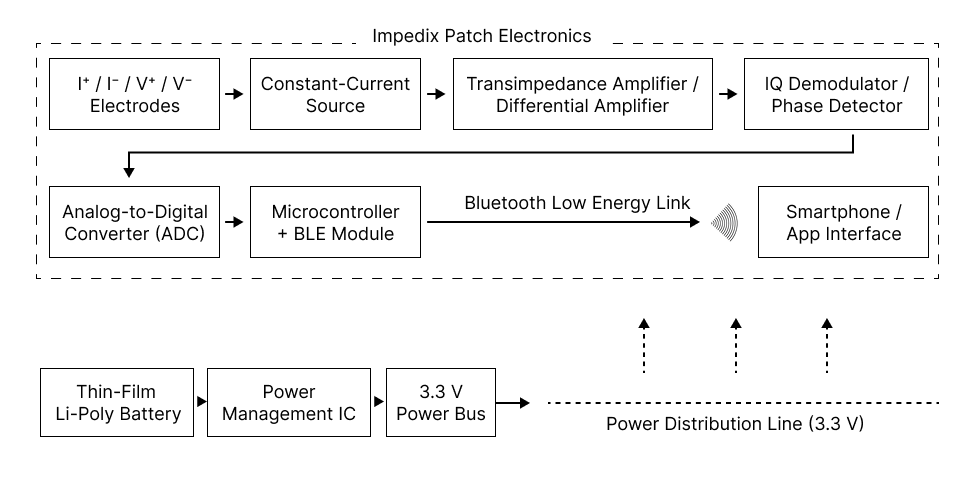 Impedix Patch Electronics
I⁺ / I⁻ / V⁺ / V⁻
Electrodes
Constant-Current
Source
Transimpedance Amplifier /
Differential Amplifier
IQ Demodulator /
Phase Detector
Analog-to-Digital
Converter (ADC)
Microcontroller
+ BLE Module
Bluetooth Low Energy Link
Smartphone /
App Interface
Thin-Film
Li-Poly Battery
Power
Management IC
3.3 V
Power Bus
Power Distribution Line (3.3 V)